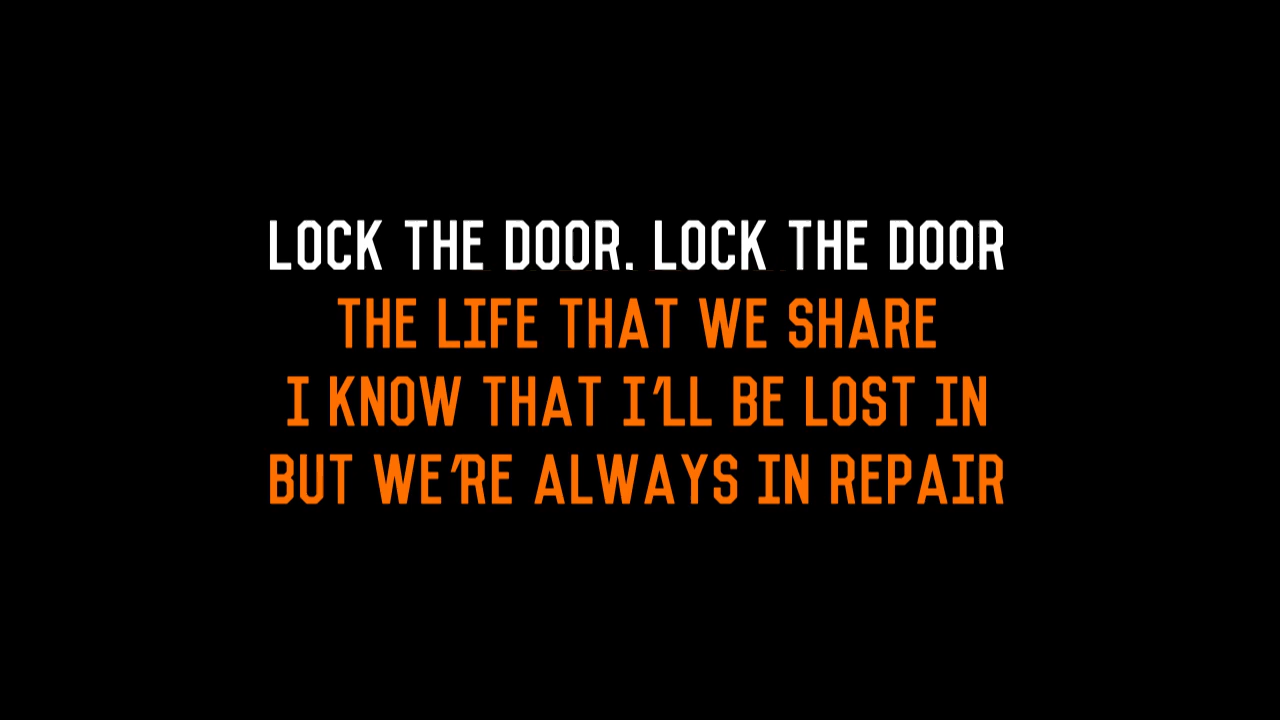 LOCK THE DOOR. LOCK THE DOOR
THE LIFE THAT WE SHARE
I KNOW THAT I'LL BE LOST IN
BUT WE'RE ALWAYS IN REPAIR